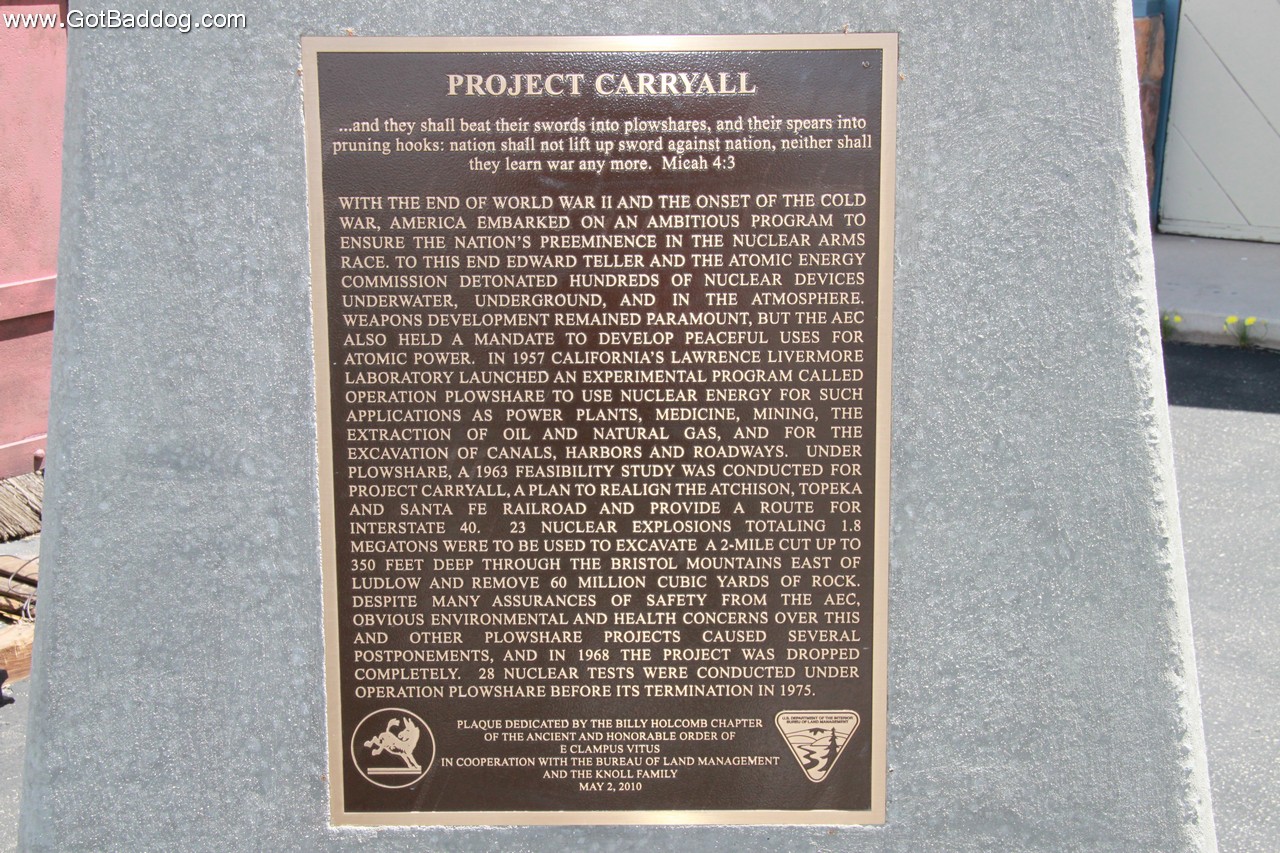 www.GotBaddog.com
PROJECT CARRYALL
...and they shall beat their swords into plowshares, and their spears into
pruning hooks: nation shall not lift up sword against nation, neither shall
they learn war any more. Micah 4:3
WITH THE END OF WORLD WAR II AND THE ONSET OF THE COLD
WAR, AMERICA EMBARKED ON AN AMBITIOUS PROGRAM TO
ENSURE THE NATION'S PREEMINENCE IN THE NUCLEAR ARMS
RACE. TO THIS END EDWARD TELLER AND THE ATOMIC ENERGY
COMMISSION DETONATED HUNDREDS OF NUCLEAR DEVICES
UNDERWATER, UNDERGROUND, AND IN THE ATMOSPHERE.
WEAPONS DEVELOPMENT REMAINED PARAMOUNT, BUT THE AEC
ALSO HELD A MANDATE TO DEVELOP PEACEFUL USES FOR
ATOMIC POWER. IN 1957 CALIFORNIA'S LAWRENCE LIVERMORE
LABORATORY LAUNCHED AN EXPERIMENTAL PROGRAM CALLED
OPERATION PLOWSHARE TO USE NUCLEAR ENERGY FOR SUCH
APPLICATIONS AS POWER PLANTS, MEDICINE, MINING, THE
EXTRACTION OF OIL AND NATURAL GAS, AND FOR THE
EXCAVATION OF CANALS, HARBORS AND ROADWAYS. UNDER
PLOWSHARE, A 1963 FEASIBILITY STUDY WAS CONDUCTED FOR
PROJECT CARRYALL, A PLAN TO REALIGN THE ATCHISON, TOPEKA
AND SANTA FE RAILROAD AND PROVIDE A ROUTE FOR
INTERSTATE 40. 23 NUCLEAR EXPLOSIONS TOTALING 1.8
MEGATONS WERE TO BE USED TO EXCAVATE A 2-MILE CUT UP TO
350 FEET DEEP THROUGH THE BRISTOL MOUNTAINS EAST OF
LUDLOW AND REMOVE 60 MILLION CUBIC YARDS OF ROCK.
DESPITE MANY ASSURANCES OF SAFETY FROM THE AEC,
OBVIOUS ENVIRONMENTAL AND HEALTH CONCERNS OVER THIS
AND OTHER PLOWSHARE PROJECTS CAUSED SEVERAL
POSTPONEMENTS, AND IN 1968 THE PROJECT WAS DROPPED
COMPLETELY. 28 NUCLEAR TESTS WERE CONDUCTED UNDER
OPERATION PLOWSHARE BEFORE ITS TERMINATION IN 1975.
PLAQUE DEDICATED BY THE BILLY HOLCOMB CHAPTER
OF THE ANCIENT AND HONORABLE ORDER OF
E CLAMPUS VITUS
IN COOPERATION WITH THE BUREAU OF LAND MANAGEMENT
AND THE KNOLL FAMILY
MAY 2, 2010
U.S. DEPARTMENT OF THE INTERIOR
BUREAU OF LAND MANAGEMENT